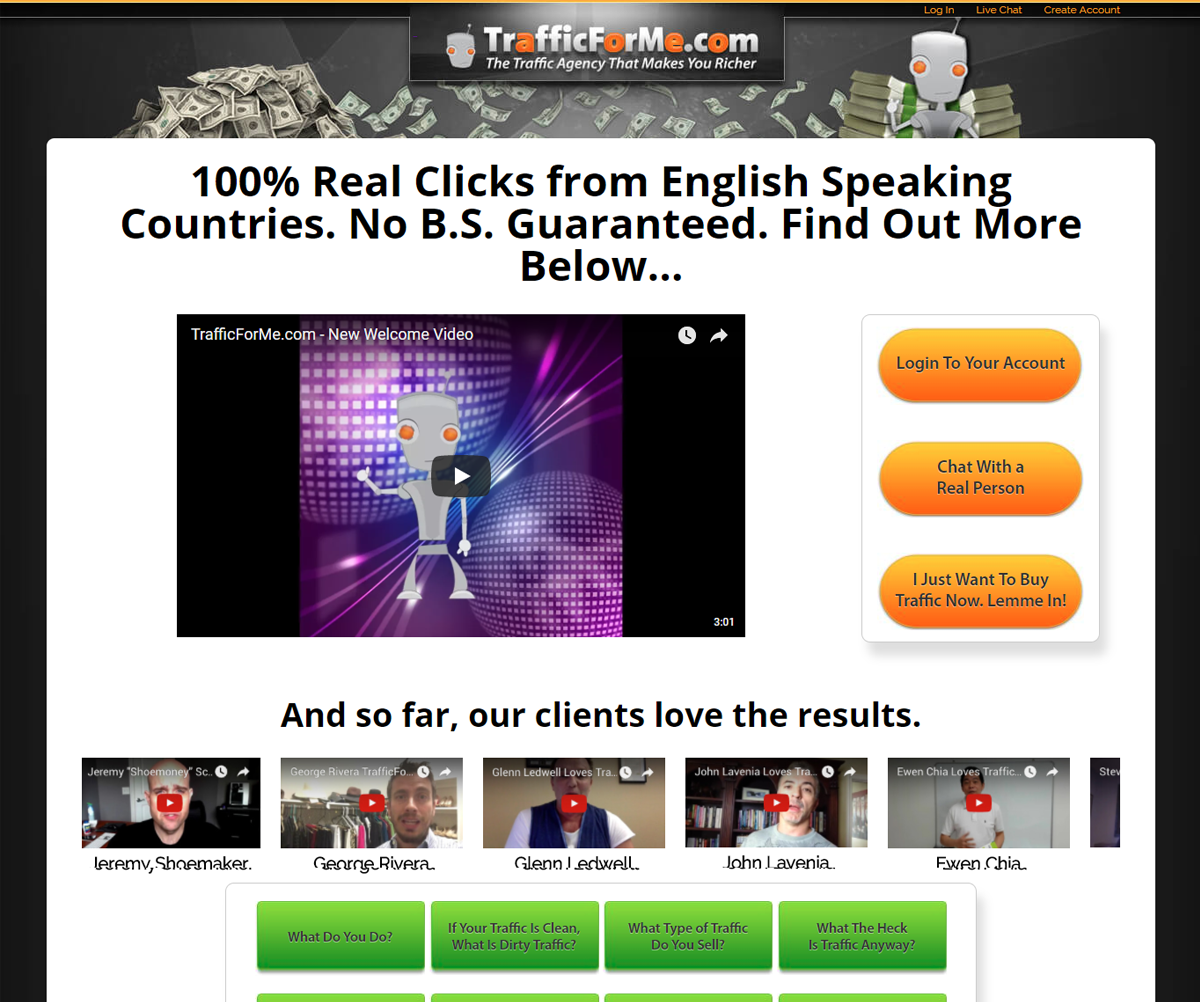 Log In Live Chat Create Account
TrafficForMe.com
The Traffic Agency That Makes You Richer
100% Real Clicks from English Speaking
Countries. No B.S. Guaranteed. Find Out More
Below...
TrafficForMe.com - New Welcome Video
3:01
Login To Your Account
Chat With a
Real Person
I Just Want To Buy
Traffic Now. Lemme In!
And so far, our clients love the results.
Jeremy "Shoemoney" Sc...
George Rivera TrafficFo...
Glenn Ledwell Loves Tra...
John Lavenia Loves Tra...
Ewen Chia Loves Traffic...
Stev
Jeremy Shoemaker
George Rivera
Glenn Ledwell
John Lavenia
Ewen Chia
What Do You Do?
If Your Traffic Is Clean,
What Is Dirty Traffic?
What Type of Traffic
Do You Sell?
What The Heck
Is Traffic Anyway?